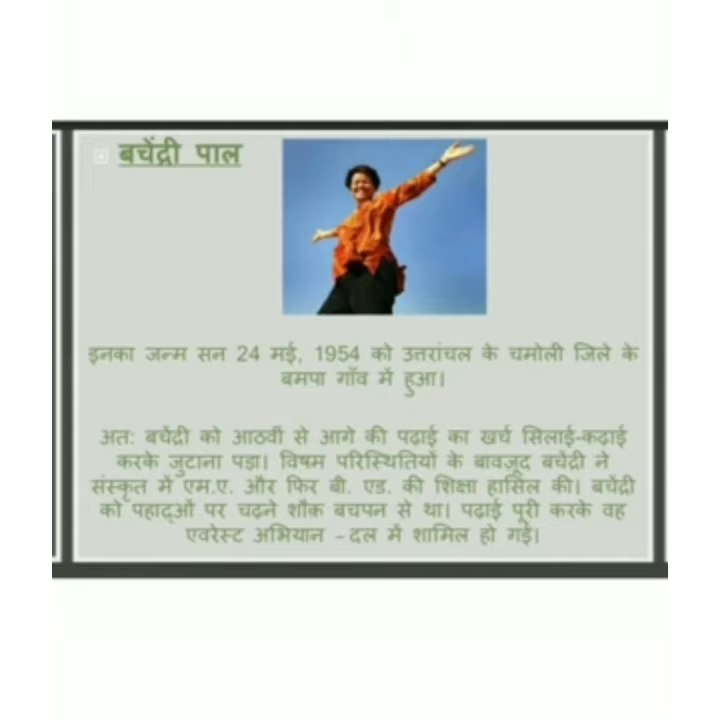 बचेंद्री पाल
इनका जन्म सन 24 मई, 1954 को उत्तरांचल के चमोली जिले के
बमपा गाँव में हुआ।
अत: बचेंद्री को आठवीं से आगे की पढ़ाई का खर्च सिलाई-कढ़ाई
करके जुटाना पड़ा। विषम परिस्थितियों के बावजूद बचेंद्री ने
संस्कृत में एम.ए. और फिर बी. एड. की शिक्षा हासिल की। बचेंद्री
को पहाद्ओं पर चढ़ने शौक़ बचपन से था। पढ़ाई पूरी करके वह
एवरेस्ट अभियान – दल में शामिल हो गईं।